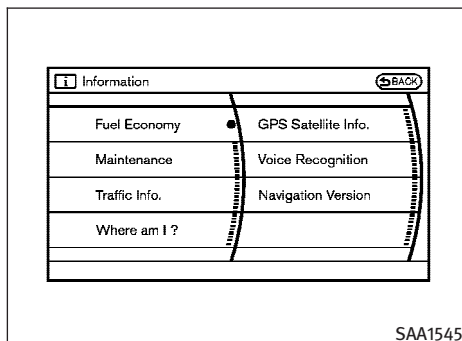 i Information
BACK
Fuel Economy
GPS Satellite Info.
Maintenance
Voice Recognition
Traffic Info.
Navigation Version
Where am I ?
SAA1545